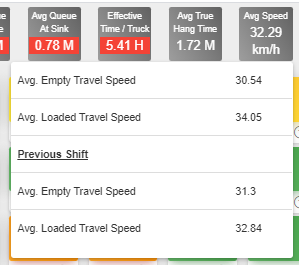 Avg Queue At Sink
0.78 M
Effective Time / Truck
5.41 H
Avg True Hang Time
1.72 M
Avg Speed
32.29 km/h
Avg. Empty Travel Speed 30.54
Avg. Loaded Travel Speed 34.05
Previous Shift
Avg. Empty Travel Speed 31.3
Avg. Loaded Travel Speed 32.84